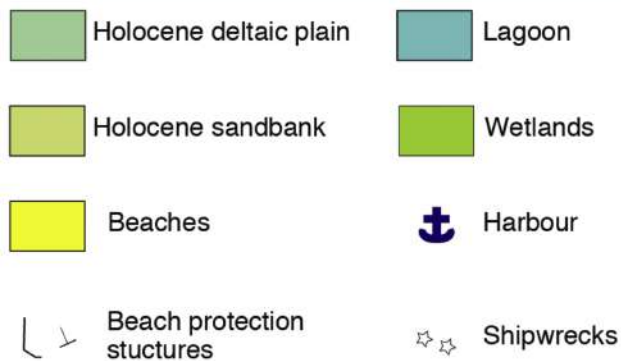 Holocene deltaic plain
Lagoon
Holocene sandbank
Wetlands
Beaches
Harbour
Beach protection
stuctures
Shipwrecks